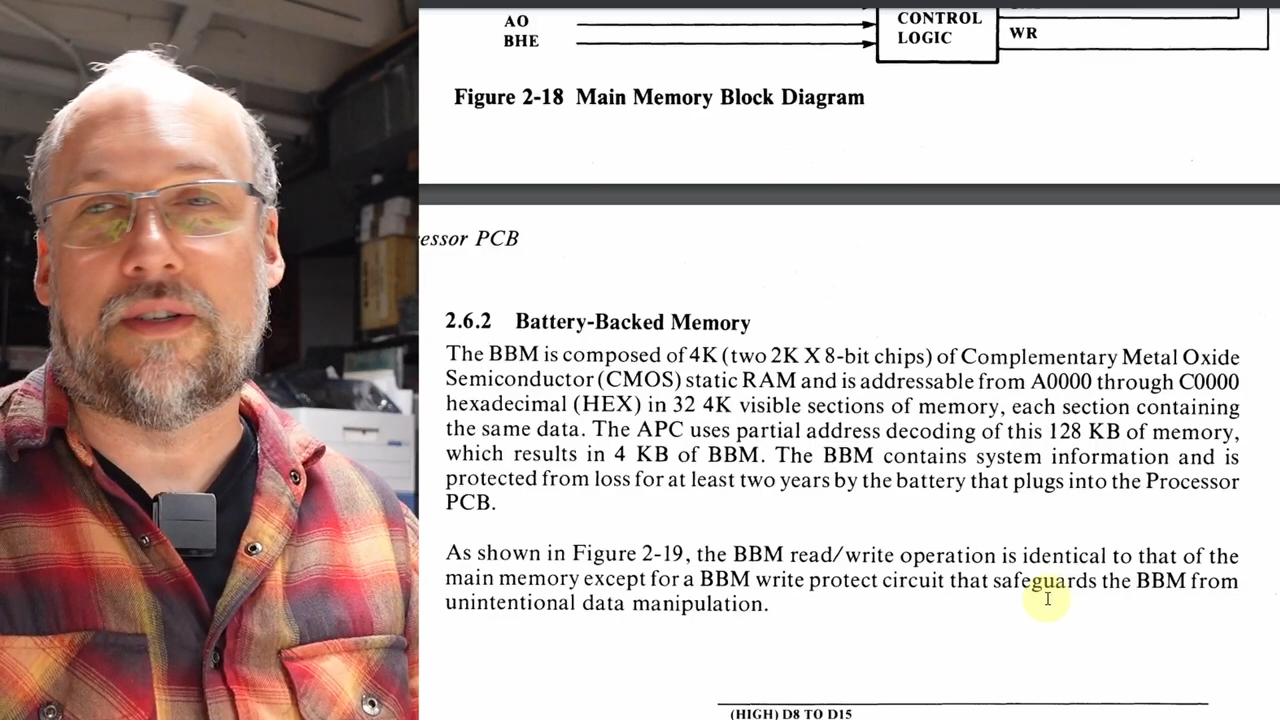 AO
BHE
CONTROL
LOGIC
WR
Figure 2-18 Main Memory Block Diagram
essor PCB
2.6.2 Battery-Backed Memory
The BBM is composed of 4K (two 2K X 8-bit chips) of Complementary Metal Oxide
Semiconductor (CMOS) static RAM and is addressable from A0000 through C0000
hexadecimal (HEX) in 32 4K visible sections of memory, each section containing
the same data. The APC uses partial address decoding of this 128 KB of memory,
which results in 4 KB of BBM. The BBM contains system information and is
protected from loss for at least two years by the battery that plugs into the Processor
PCB.
As shown in Figure 2-19, the BBM read/write operation is identical to that of the
main memory except for a BBM write protect circuit that safeguards the BBM from
unintentional data manipulation.
(HIGH) D8 TO D15